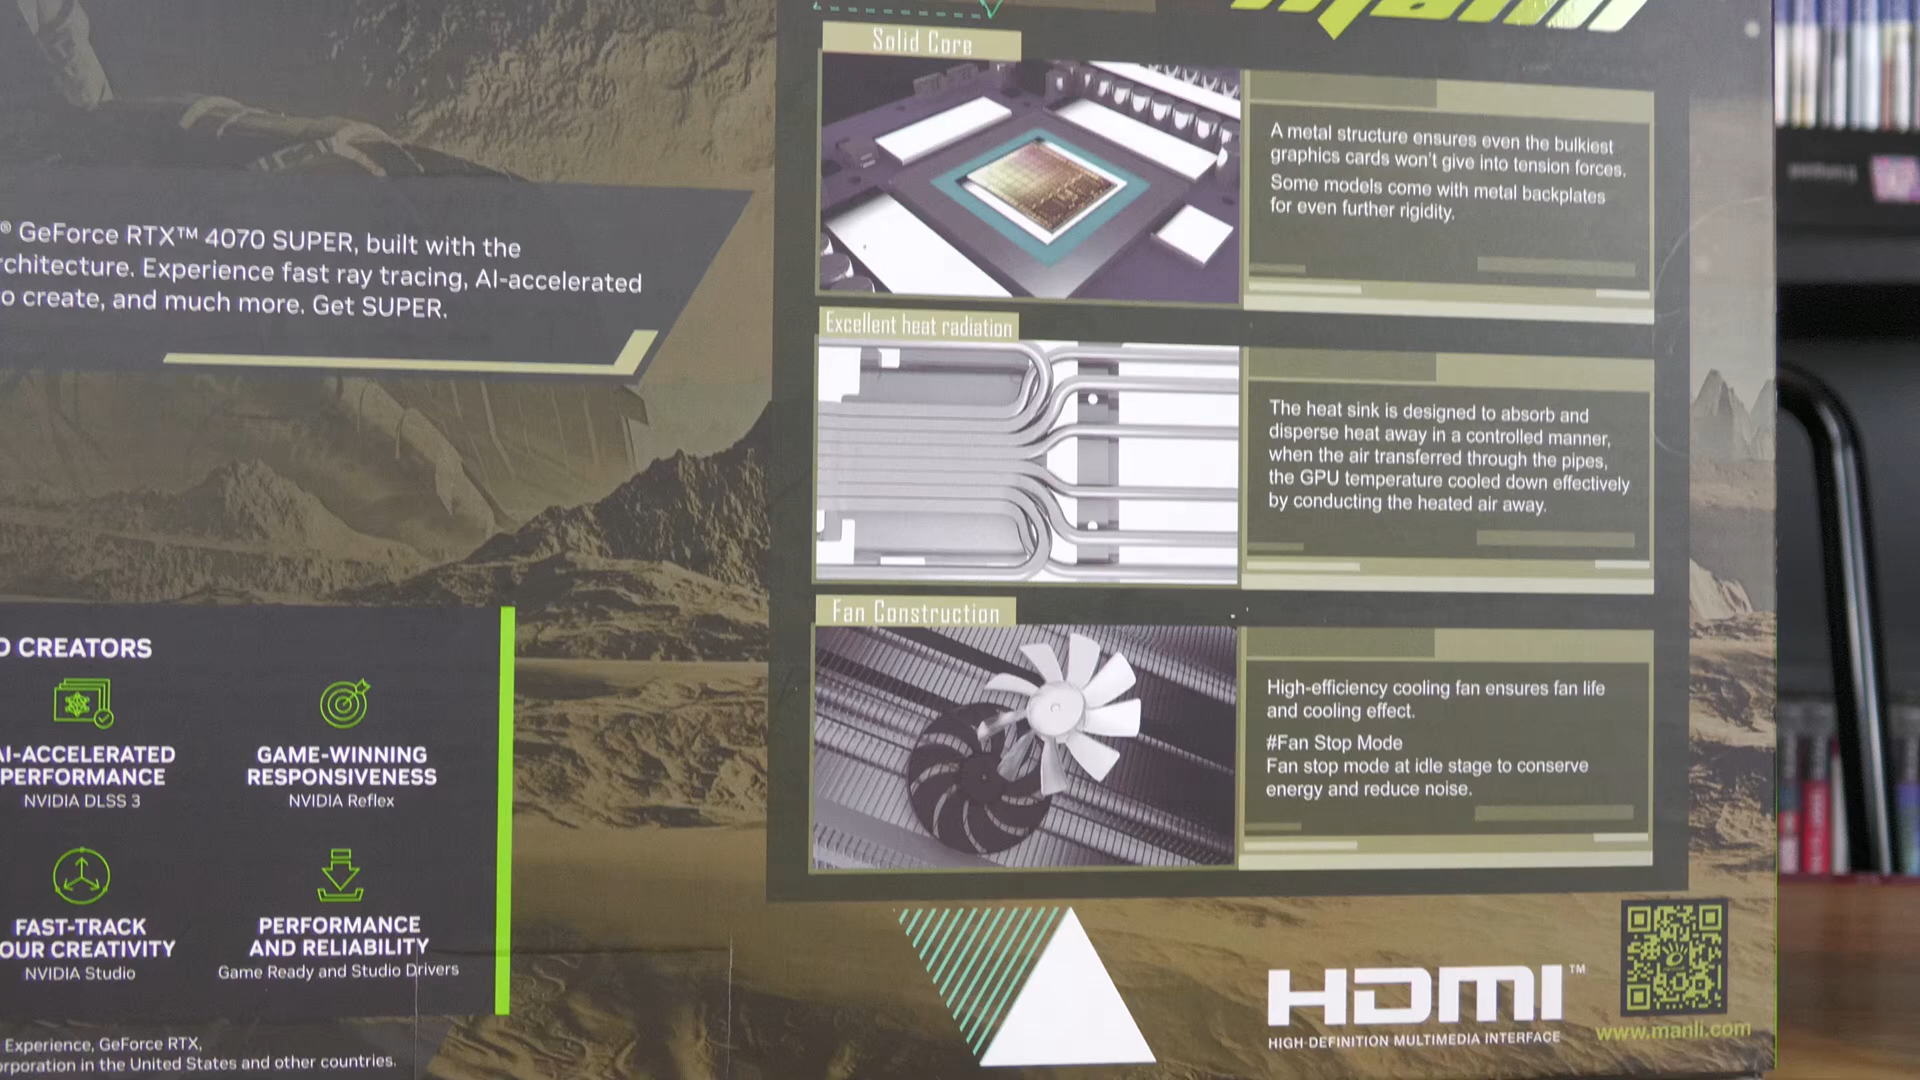 ® GeForce RTX™ 4070 SUPER, built with the
rchitecture. Experience fast ray tracing, AI-accelerated
o create, and much more. Get SUPER.
D CREATORS
AI-ACCELERATED
PERFORMANCE
NVIDIA DLSS 3
GAME-WINNING
RESPONSIVENESS
NVIDIA Reflex
FAST-TRACK
OUR CREATIVITY
NVIDIA Studio
PERFORMANCE
AND RELIABILITY
Game Ready and Studio Drivers
Experience, GeForce RTX,
orporation in the United States and other countries.
Solid Core
A metal structure ensures even the bulkiest
graphics cards won't give into tension forces.
Some models come with metal backplates
for even further rigidity.
Excellent heat radiation
The heat sink is designed to absorb and
disperse heat away in a controlled manner,
when the air transferred through the pipes,
the GPU temperature cooled down effectively
by conducting the heated air away.
Fan Construction
High-efficiency cooling fan ensures fan life
and cooling effect.
#Fan Stop Mode
Fan stop mode at idle stage to conserve
energy and reduce noise.
HDMI™
HIGH-DEFINITION MULTIMEDIA INTERFACE
www.manli.com